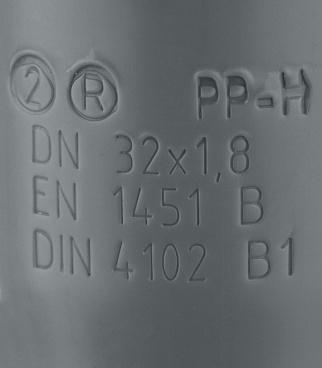 ② Ⓡ PP-H
DN 32x1,8
EN 1451 B
DIN 4102 B1